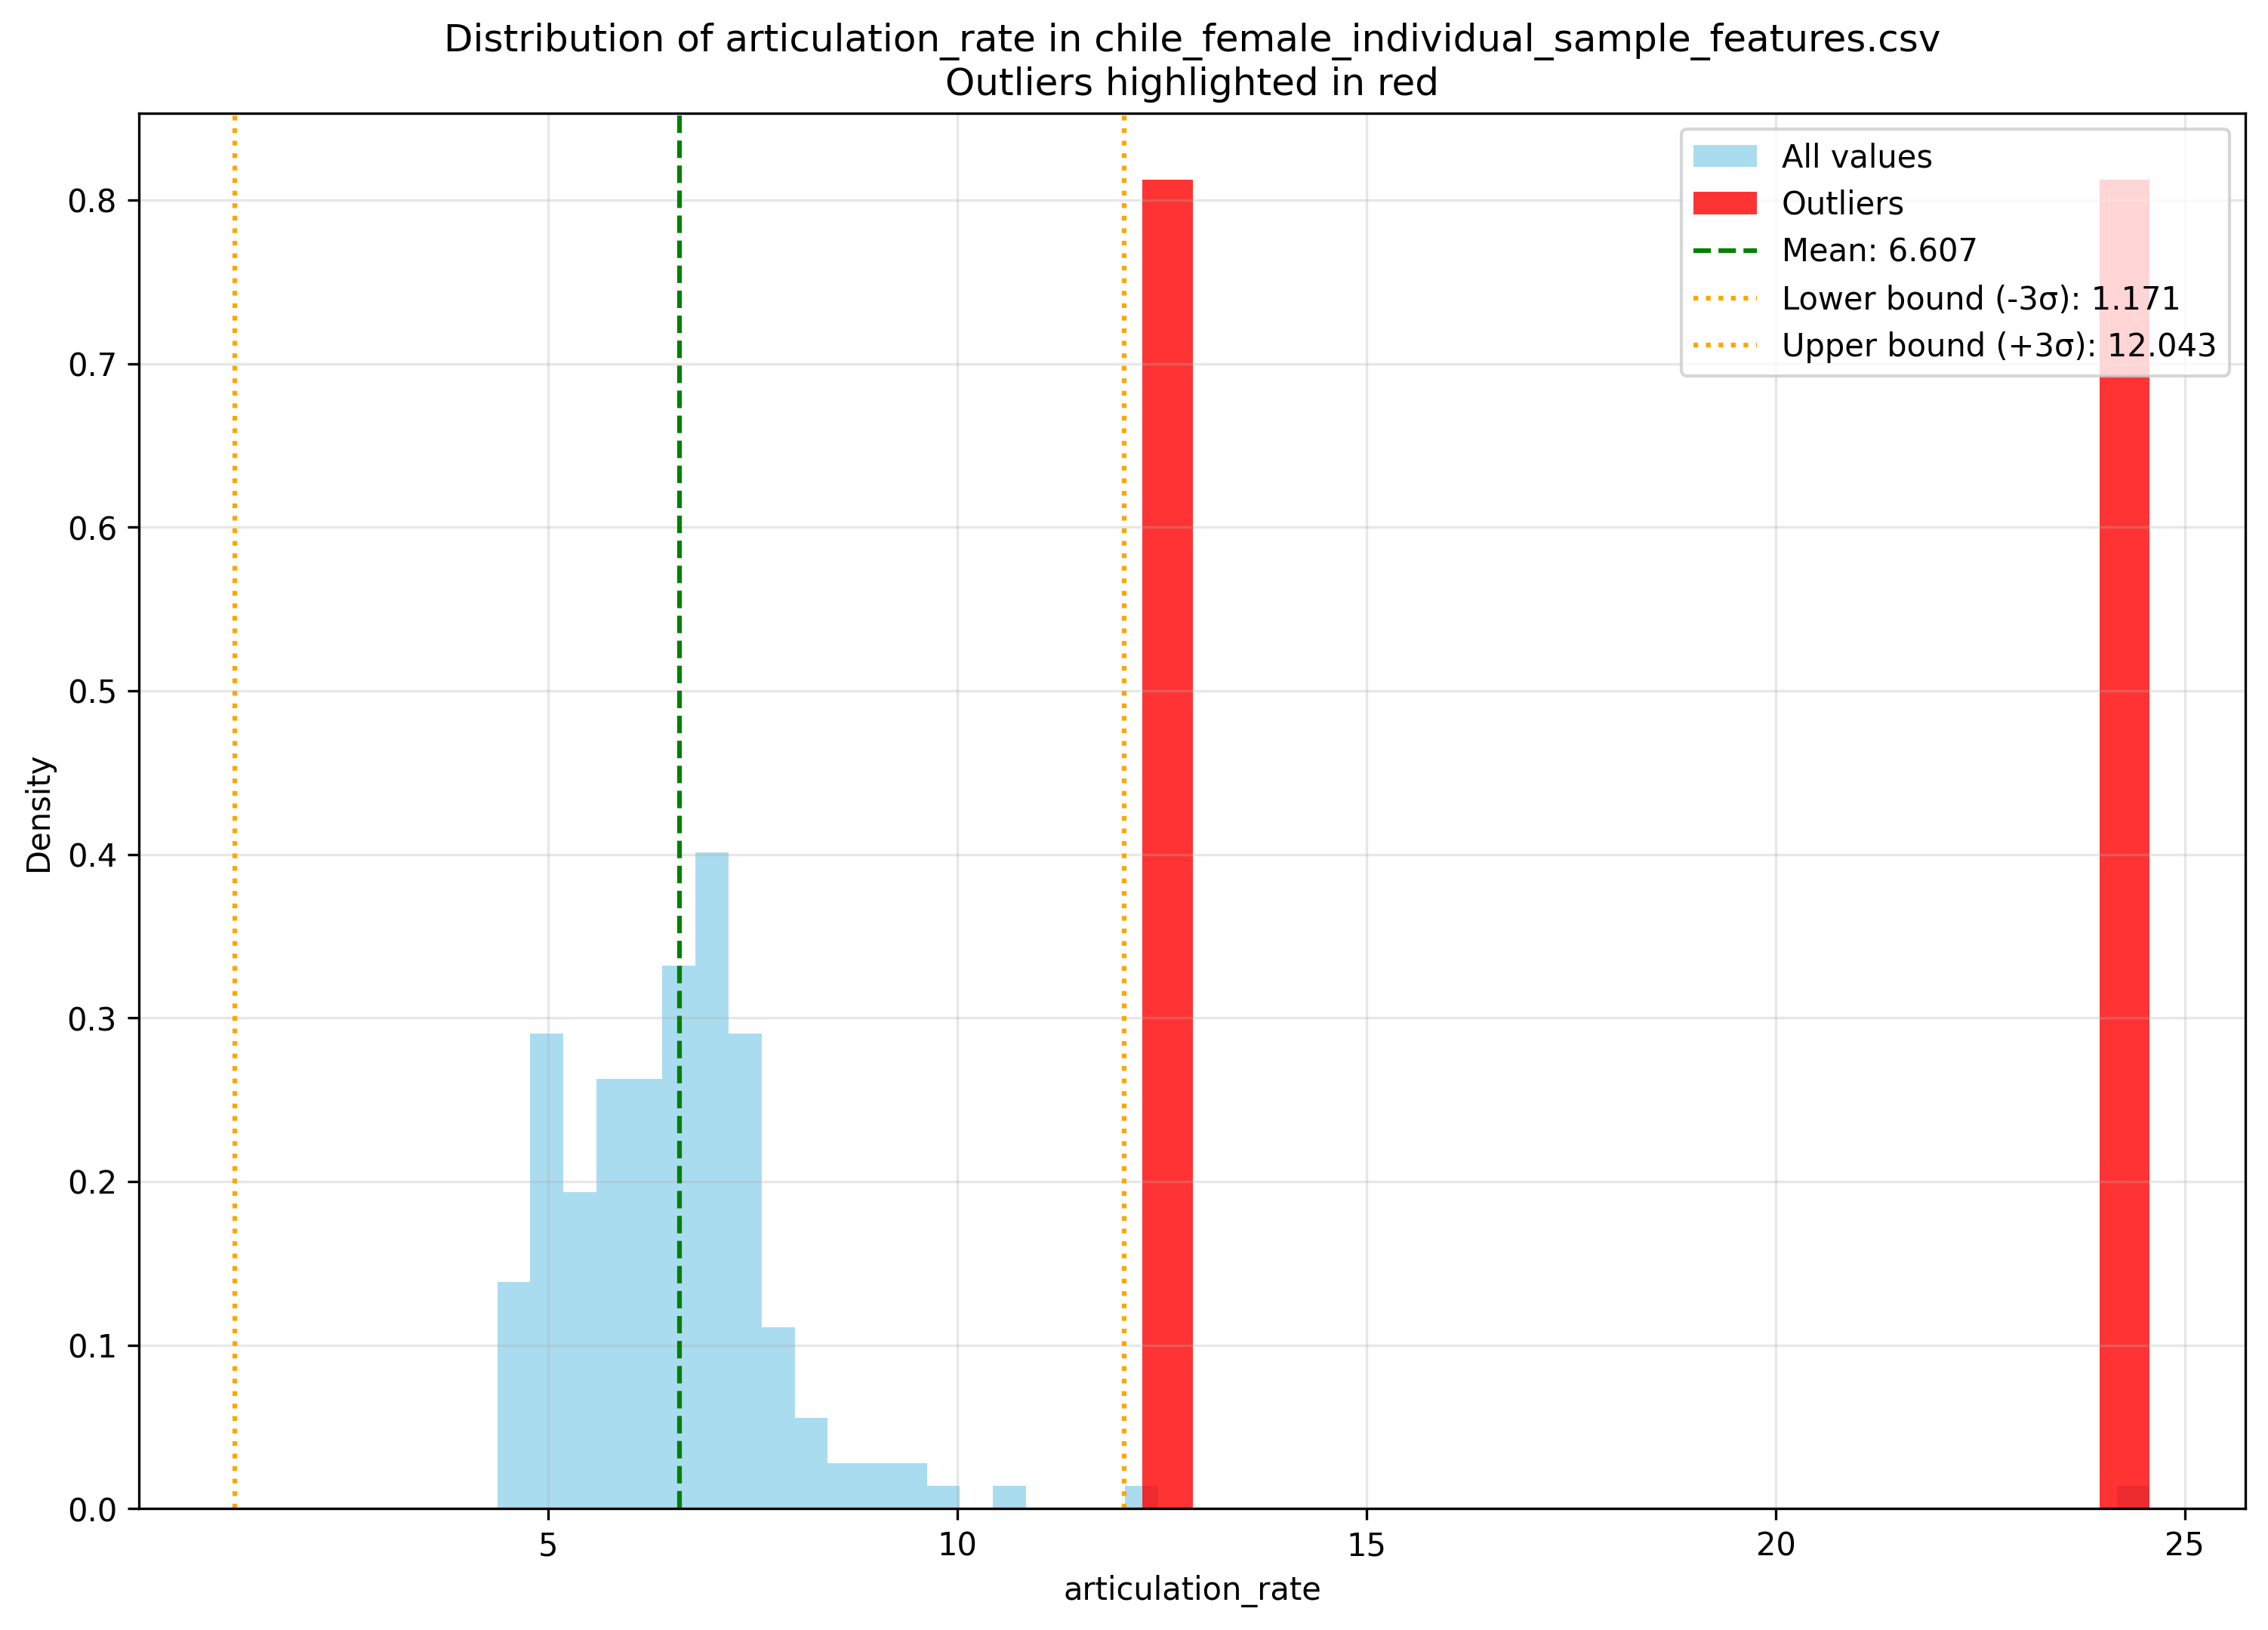 Distribution of articulation_rate in chile_female_individual_sample_features.csv
Outliers highlighted in red
All values
Outliers
Mean: 6.607
Lower bound (-3σ): 1.171
Upper bound (+3σ): 12.043
0.8
0.7
0.6
0.5
0.4
0.3
0.2
0.1
0.0
Density
5
10
15
20
25
articulation_rate